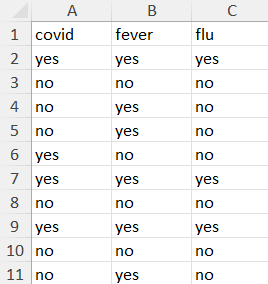 A B C
1 covid fever flu
2 yes yes yes
3 no no no
4 no yes no
5 no yes no
6 yes no no
7 yes yes yes
8 no no no
9 yes yes yes
10 no no no
11 no yes no